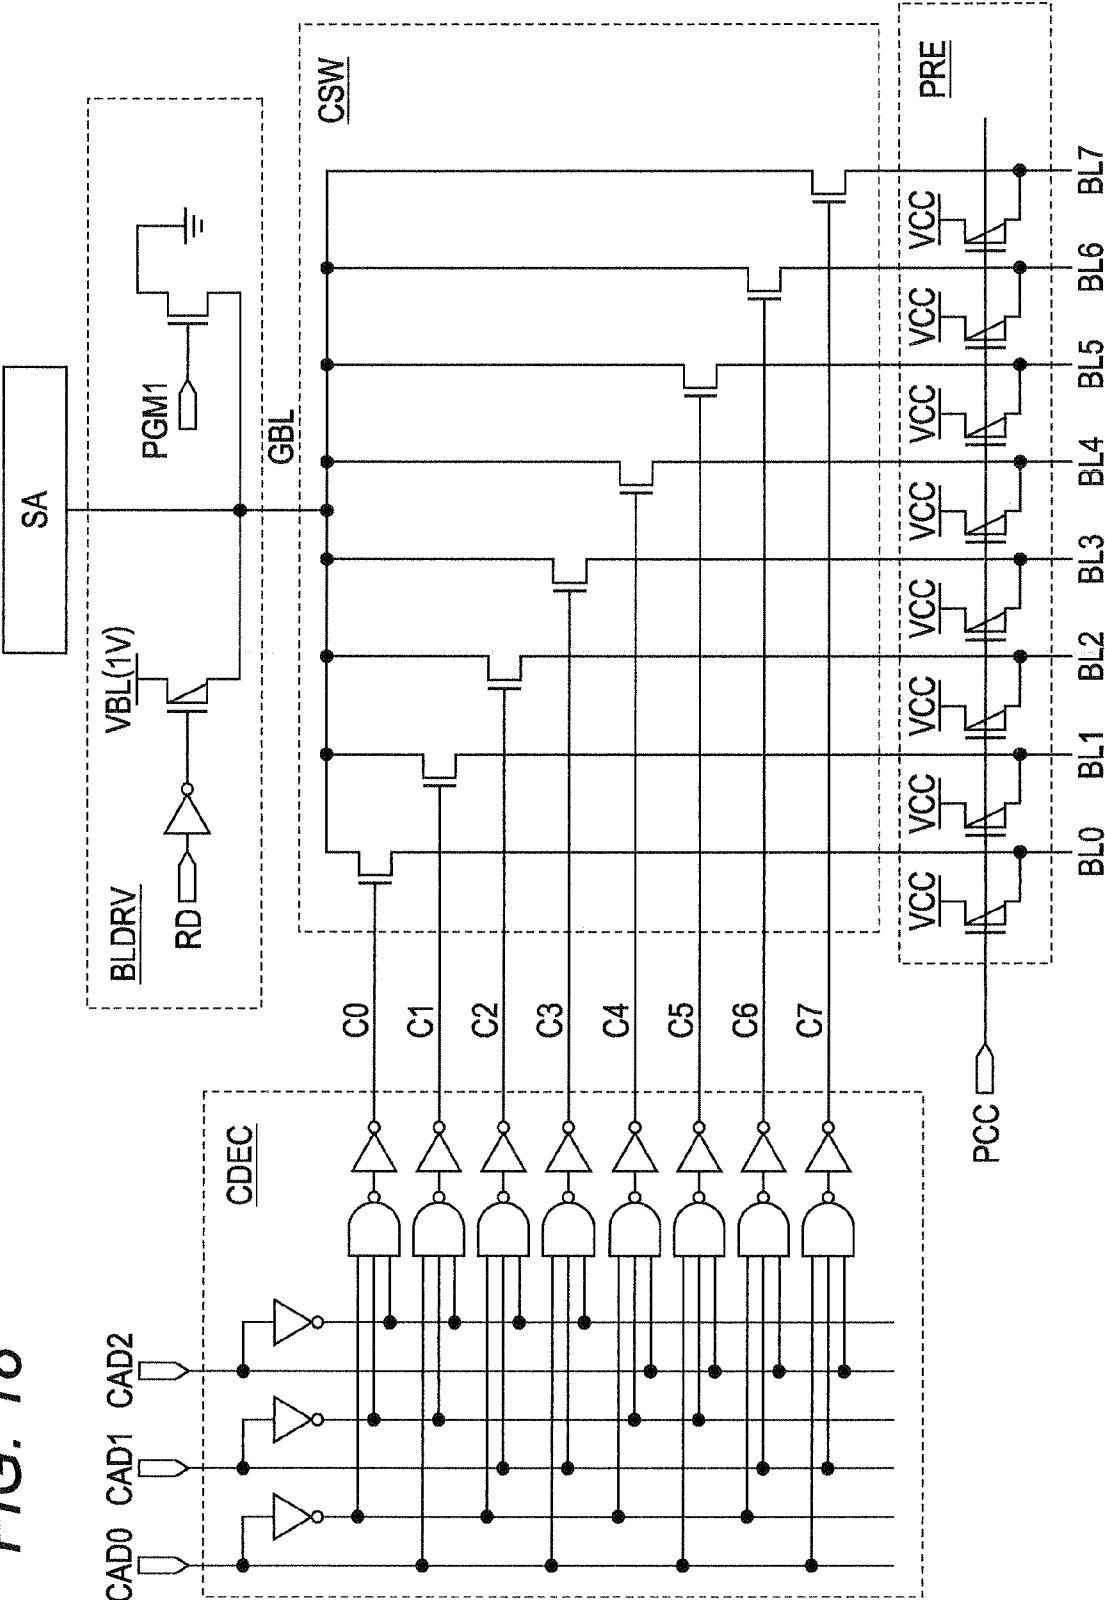 FIG. 18
SA
BLDRV
RD
VBL(1V)
PGM1
GBL
CSW
CDEC
CAD0
CAD1
CAD2
C0
C1
C2
C3
C4
C5
C6
C7
PRE
PCC
VCC
VCC
VCC
VCC
VCC
VCC
VCC
VCC
BL0
BL1
BL2
BL3
BL4
BL5
BL6
BL7